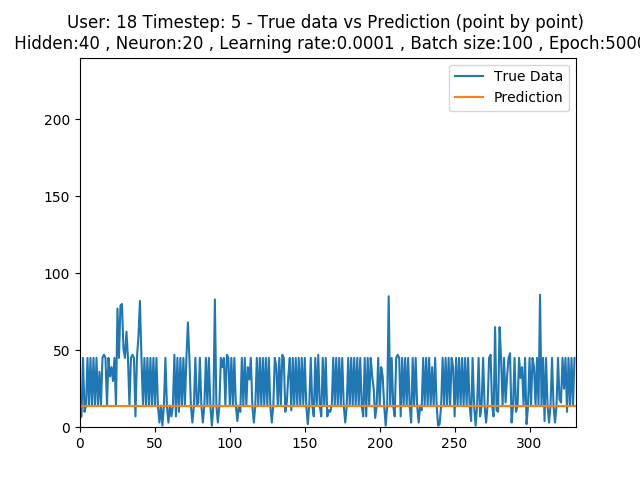 User: 18 Timestep: 5 - True data vs Prediction (point by point)
Hidden:40 , Neuron:20 , Learning rate:0.0001 , Batch size:100 , Epoch:5000
True Data
Prediction
200
150
100
50
0
0 50 100 150 200 250 300